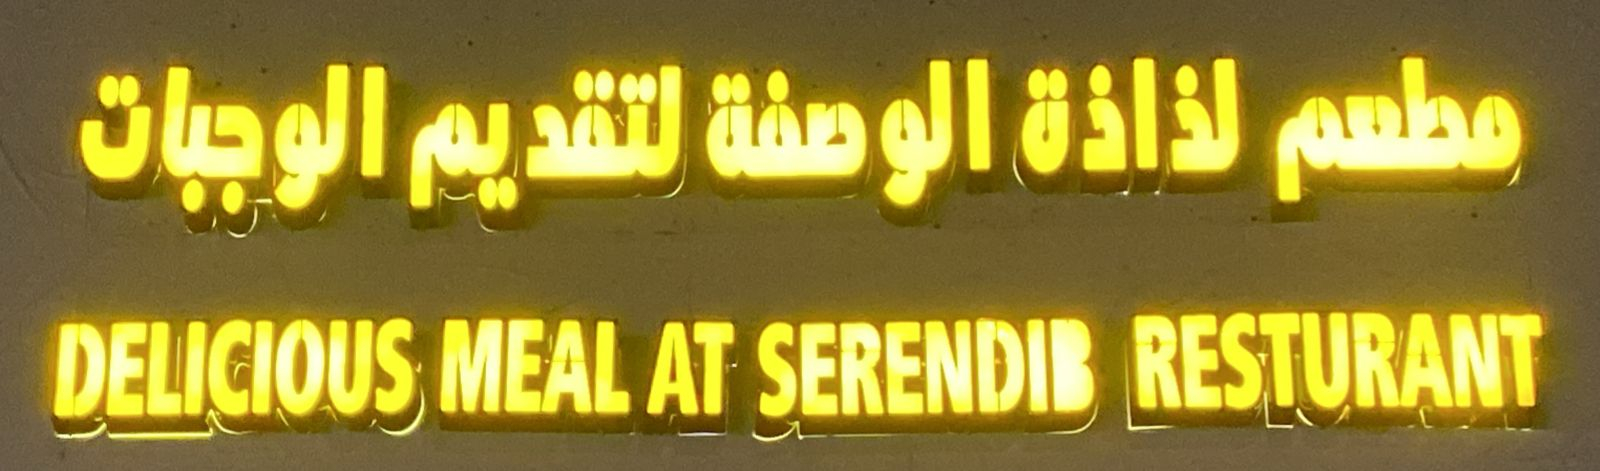 مطعم لذاذة الوصفة لتقديم الوجبات
DELICIOUS MEAL AT SERENDIB RESTURANT